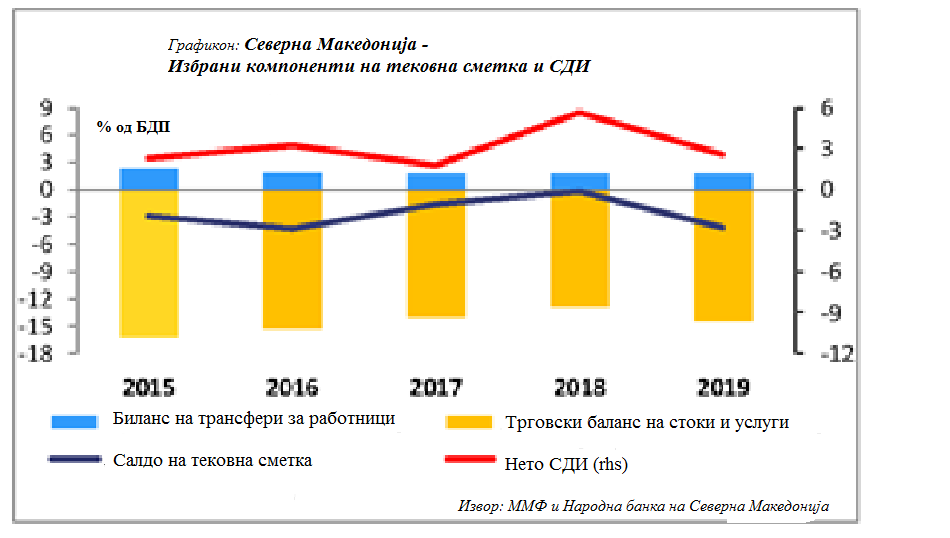 Графикон: Северна Македонија -
Избрани компоненти на тековна сметка и СДИ
% од БДП
9 6
6
3 3
0 0
-3
-6 -3
-9 -6
-12
-15 -9
-18 -12
2015 2016 2017 2018 2019
Биланс на трансфери за работници Трговски баланс на стоки и услуги
Салдо на тековна сметка Нето СДИ (rhs)
Извор: ММФ и Народна банка на Северна Македонија